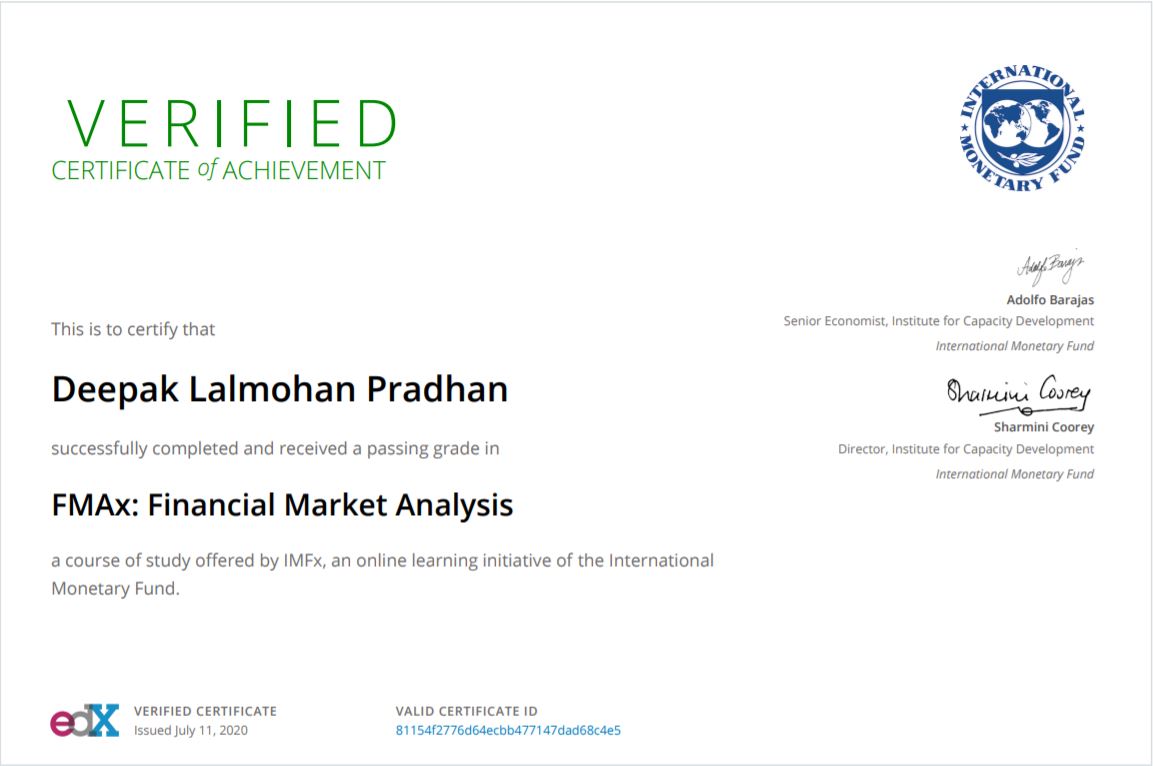 VERIFIED
CERTIFICATE of ACHIEVEMENT
INTERNATIONAL
MONETARY FUND
Adolfo Barajas
Adolfo Barajas
Senior Economist, Institute for Capacity Development
International Monetary Fund
Sharmini Coorey
Sharmini Coorey
Director, Institute for Capacity Development
International Monetary Fund
This is to certify that
Deepak Lalmohan Pradhan
successfully completed and received a passing grade in
FMAx: Financial Market Analysis
a course of study offered by IMFx, an online learning initiative of the International
Monetary Fund.
edX
VERIFIED CERTIFICATE
Issued July 11, 2020
VALID CERTIFICATE ID
81154f2776d64ecbb477147dad68c4e5